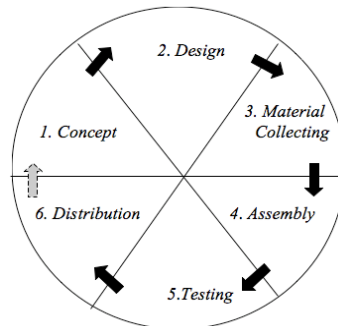 1. Concept
2. Design
3. Material
Collecting
4. Assembly
5.Testing
6. Distribution